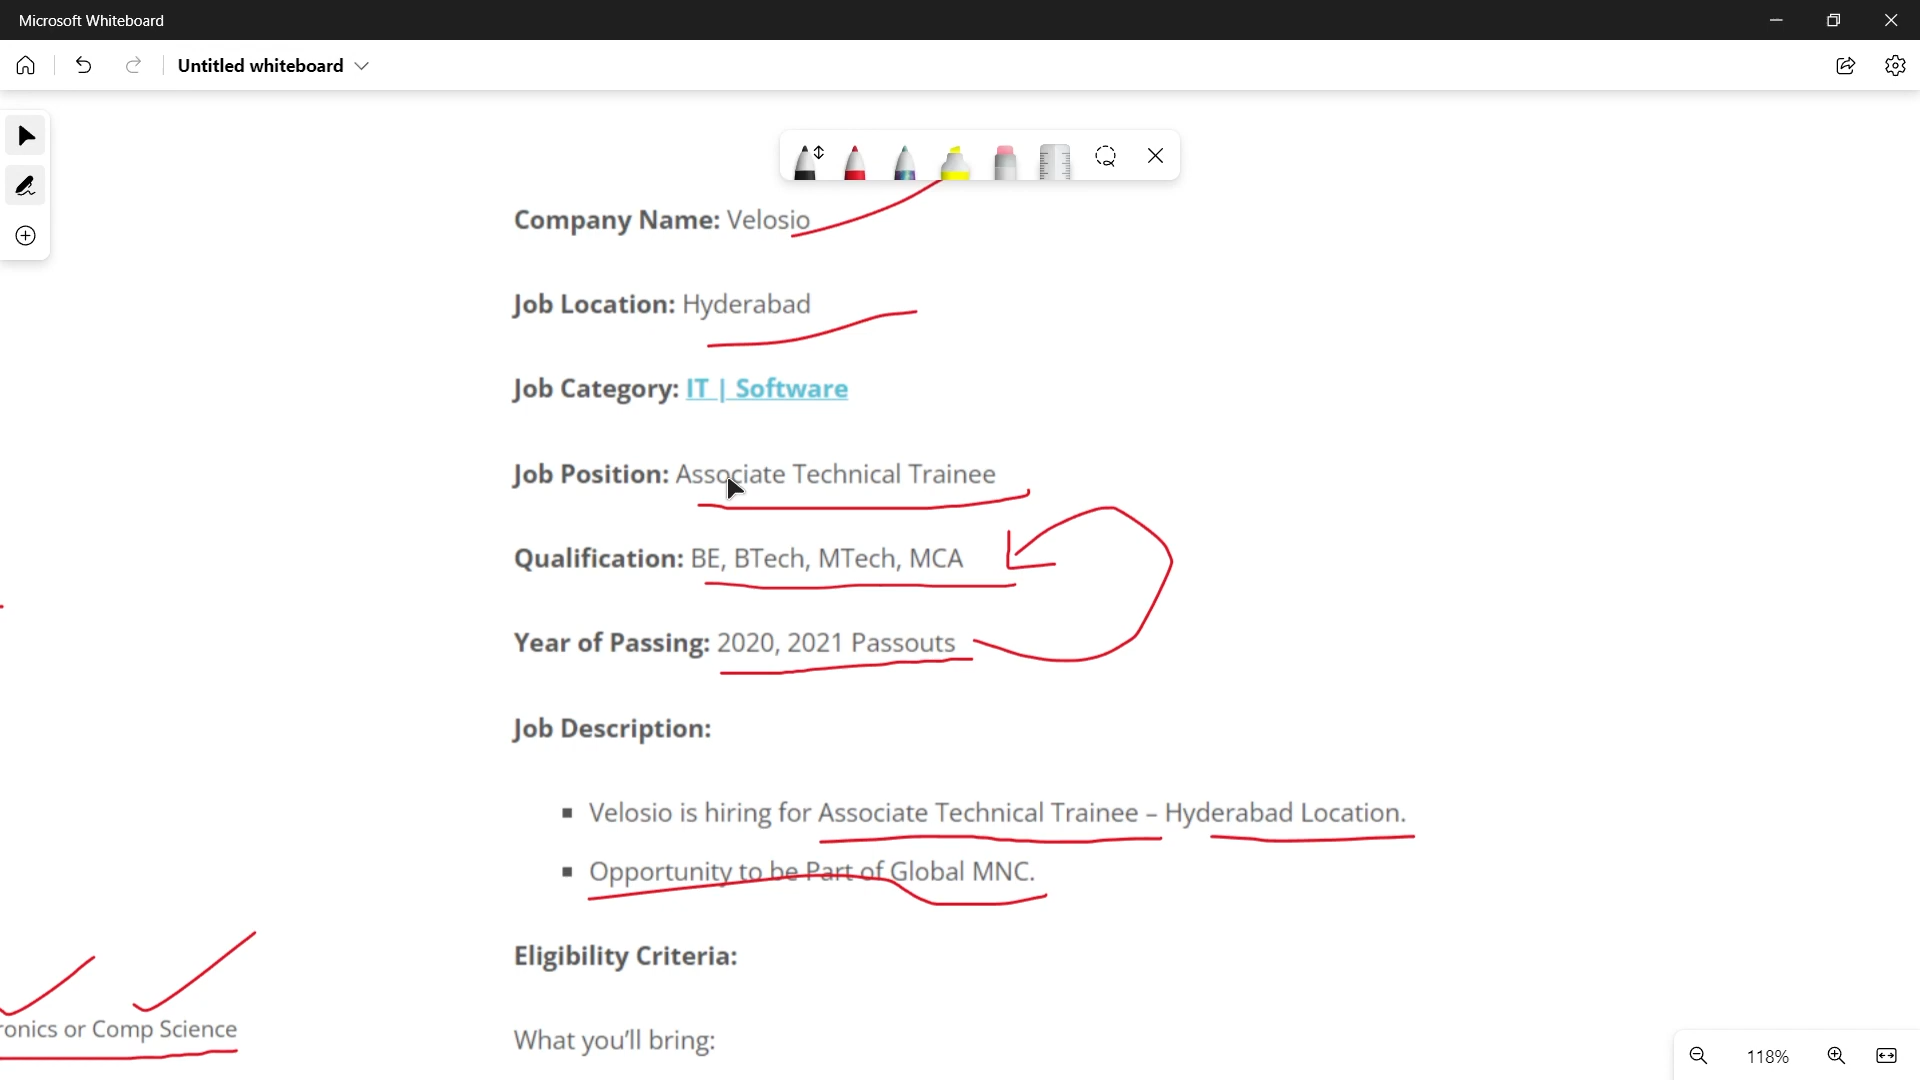 Microsoft Whiteboard
Untitled whiteboard
Company Name: Velosio
Job Location: Hyderabad
Job Category: IT | Software
Job Position: Associate Technical Trainee
Qualification: BE, BTech, MTech, MCA
Year of Passing: 2020, 2021 Passouts
Job Description:
▪ Velosio is hiring for Associate Technical Trainee – Hyderabad Location.
▪ Opportunity to be Part of Global MNC.
Eligibility Criteria:
ronics or Comp Science
What you’ll bring:
118%